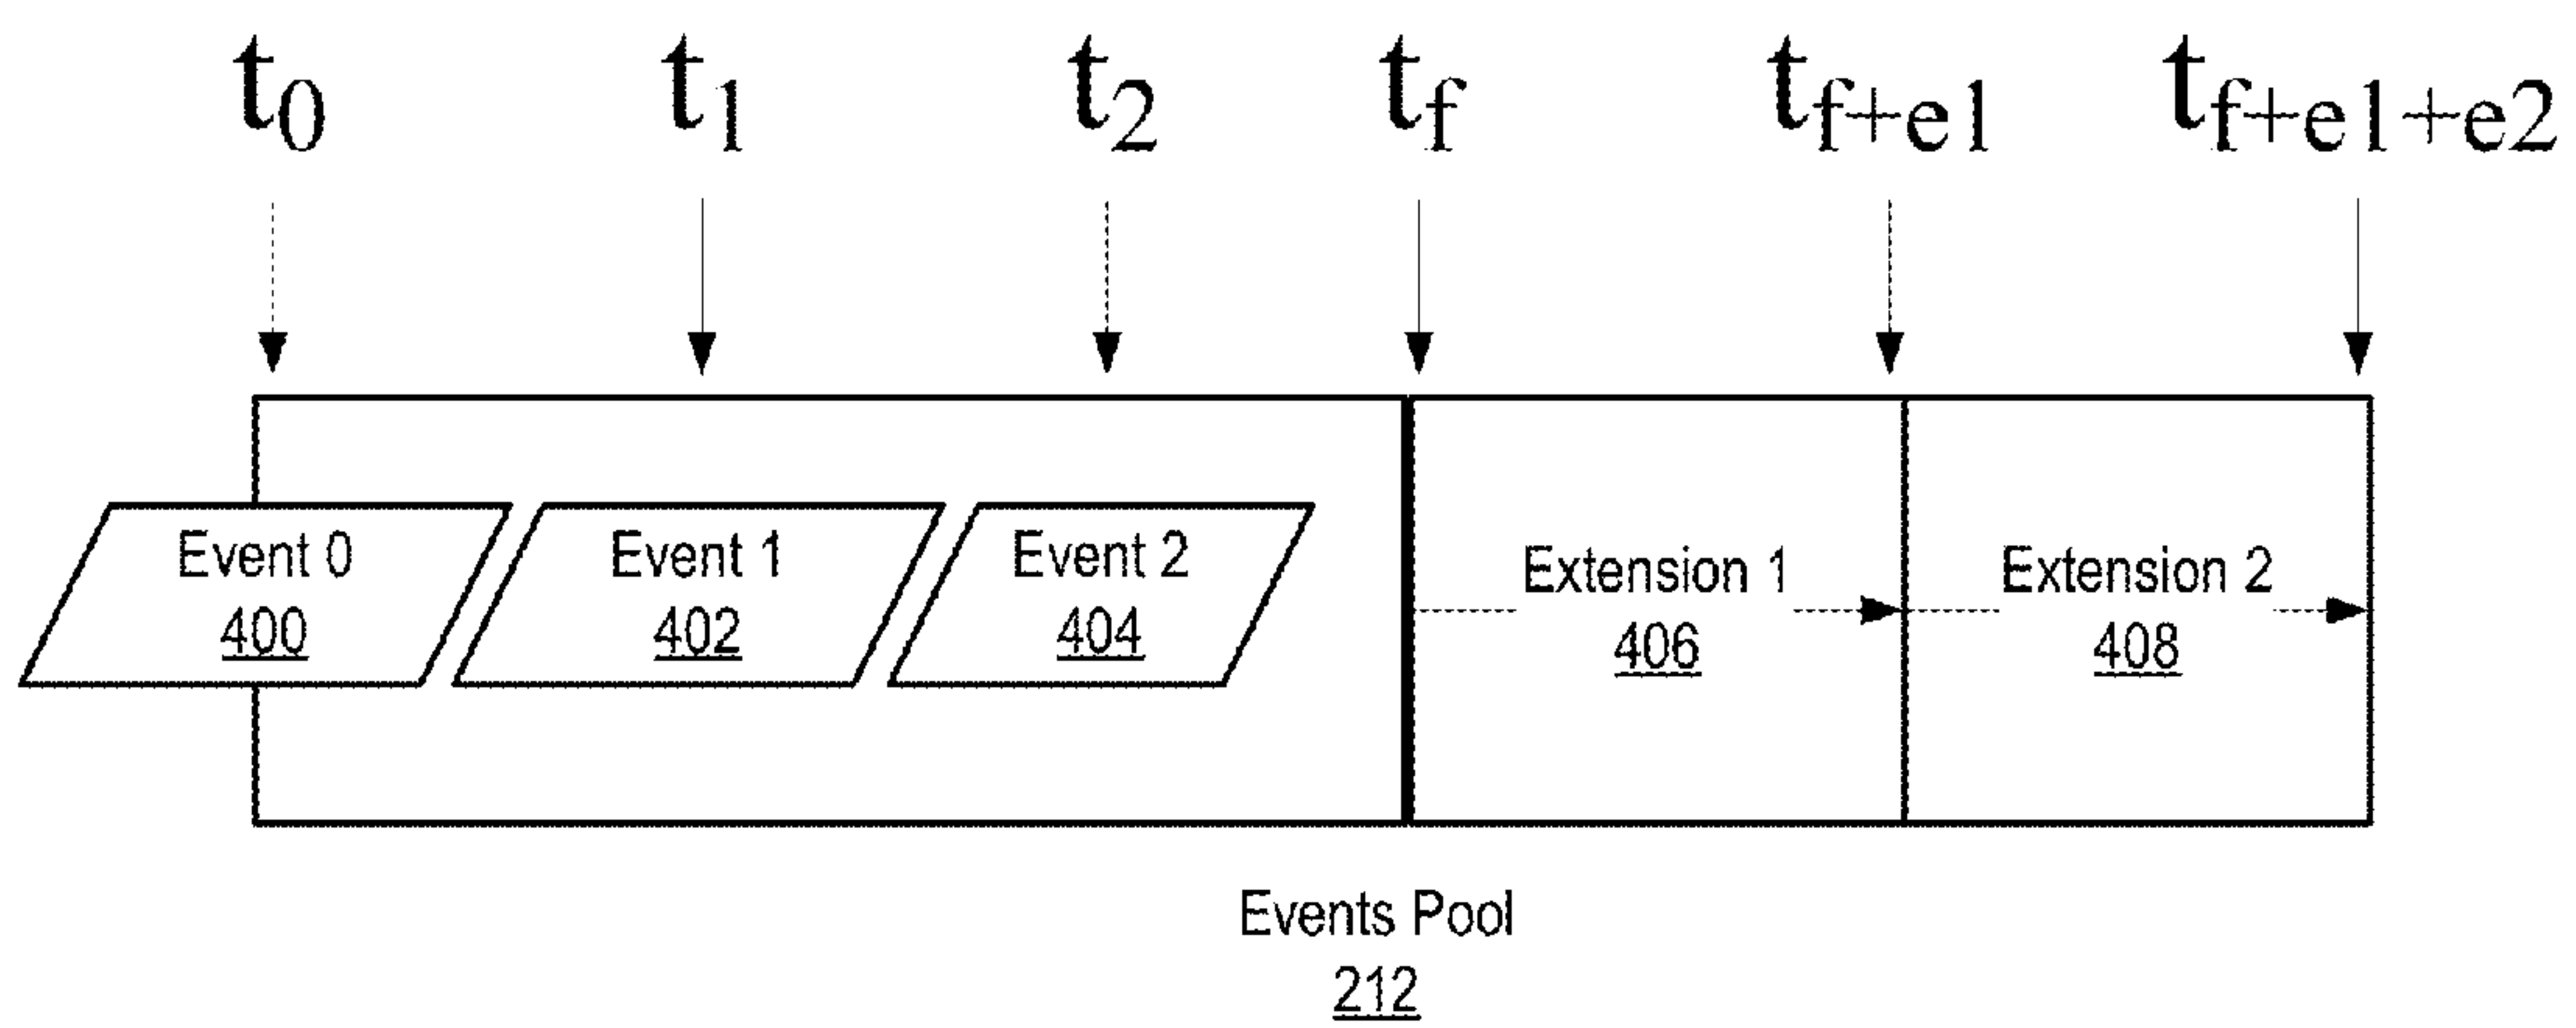 t0 t1 t2 tf tf+e1 tf+e1+e2
Event 0
400
Event 1
402
Event 2
404
Extension 1
406
Extension 2
408
Events Pool
212